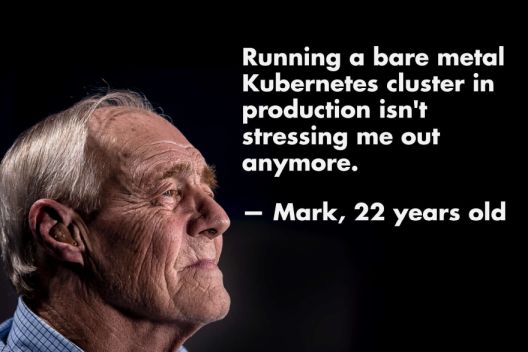 Running a bare metal
Kubernetes cluster in
production isn't
stressing me out
anymore.
— Mark, 22 years old